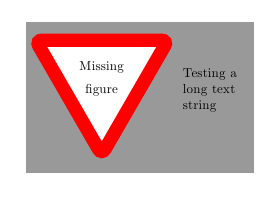 Missing
figure
Testing a
long text
string